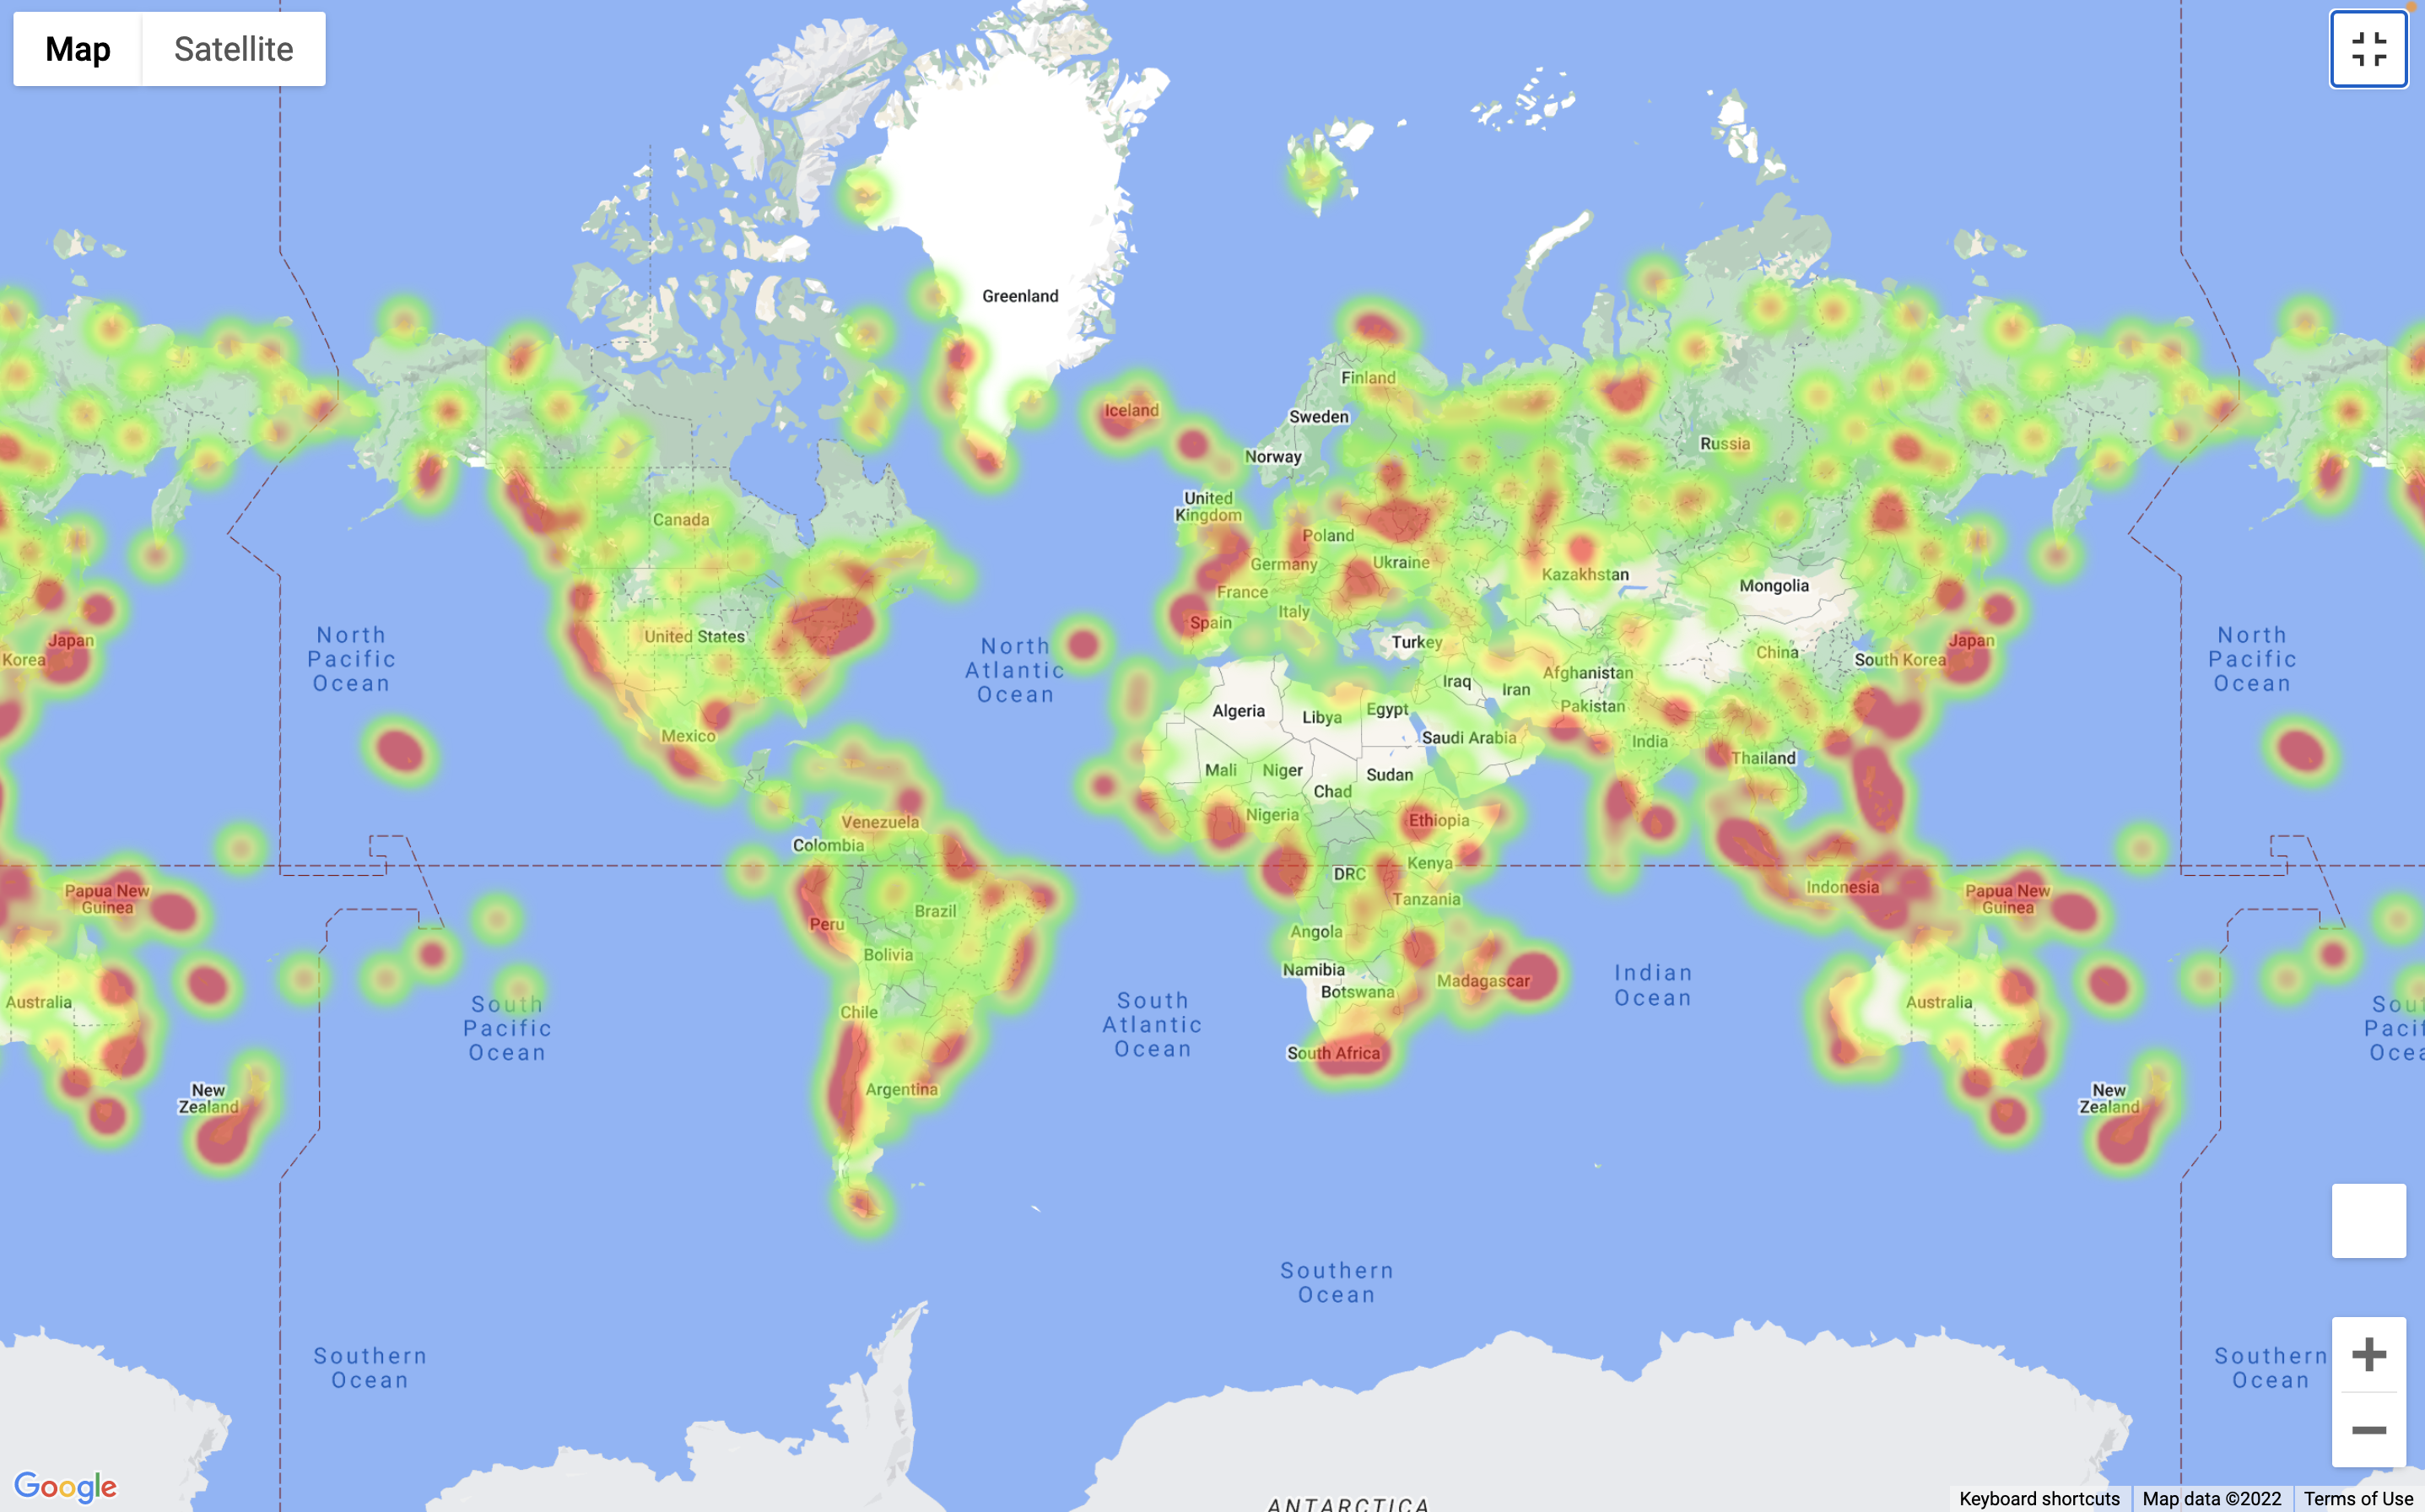 Map
Satellite
Greenland
Iceland
Finland
Sweden
Norway
Russia
United
Kingdom
Canada
Poland
Germany
Ukraine
Kazakhstan
Mongolia
France
Italy
Spain
Turkey
United States
China
Japan
South Korea
Japan
Korea
North
Pacific
Ocean
North
Atlantic
Ocean
North
Pacific
Ocean
Afghanistan
Iraq
Iran
Pakistan
Algeria
Libya
Egypt
Saudi Arabia
India
Thailand
Mexico
Mali
Niger
Sudan
Chad
Nigeria
Ethiopia
Venezuela
Colombia
DRC
Kenya
Tanzania
Indonesia
Papua New
Guinea
Papua New
Guinea
Peru
Brazil
Bolivia
Angola
Namibia
Botswana
Madagascar
Indian
Ocean
Australia
Australia
South
Pacific
Ocean
South
Atlantic
Ocean
Sou
Pacif
Ocea
Chile
Argentina
South Africa
New
Zealand
New
Zealand
Southern
Ocean
Southern
Ocean
Southern
Ocean
ANTARCTICA
Google
Keyboard shortcuts
Map data ©2022
Terms of Use